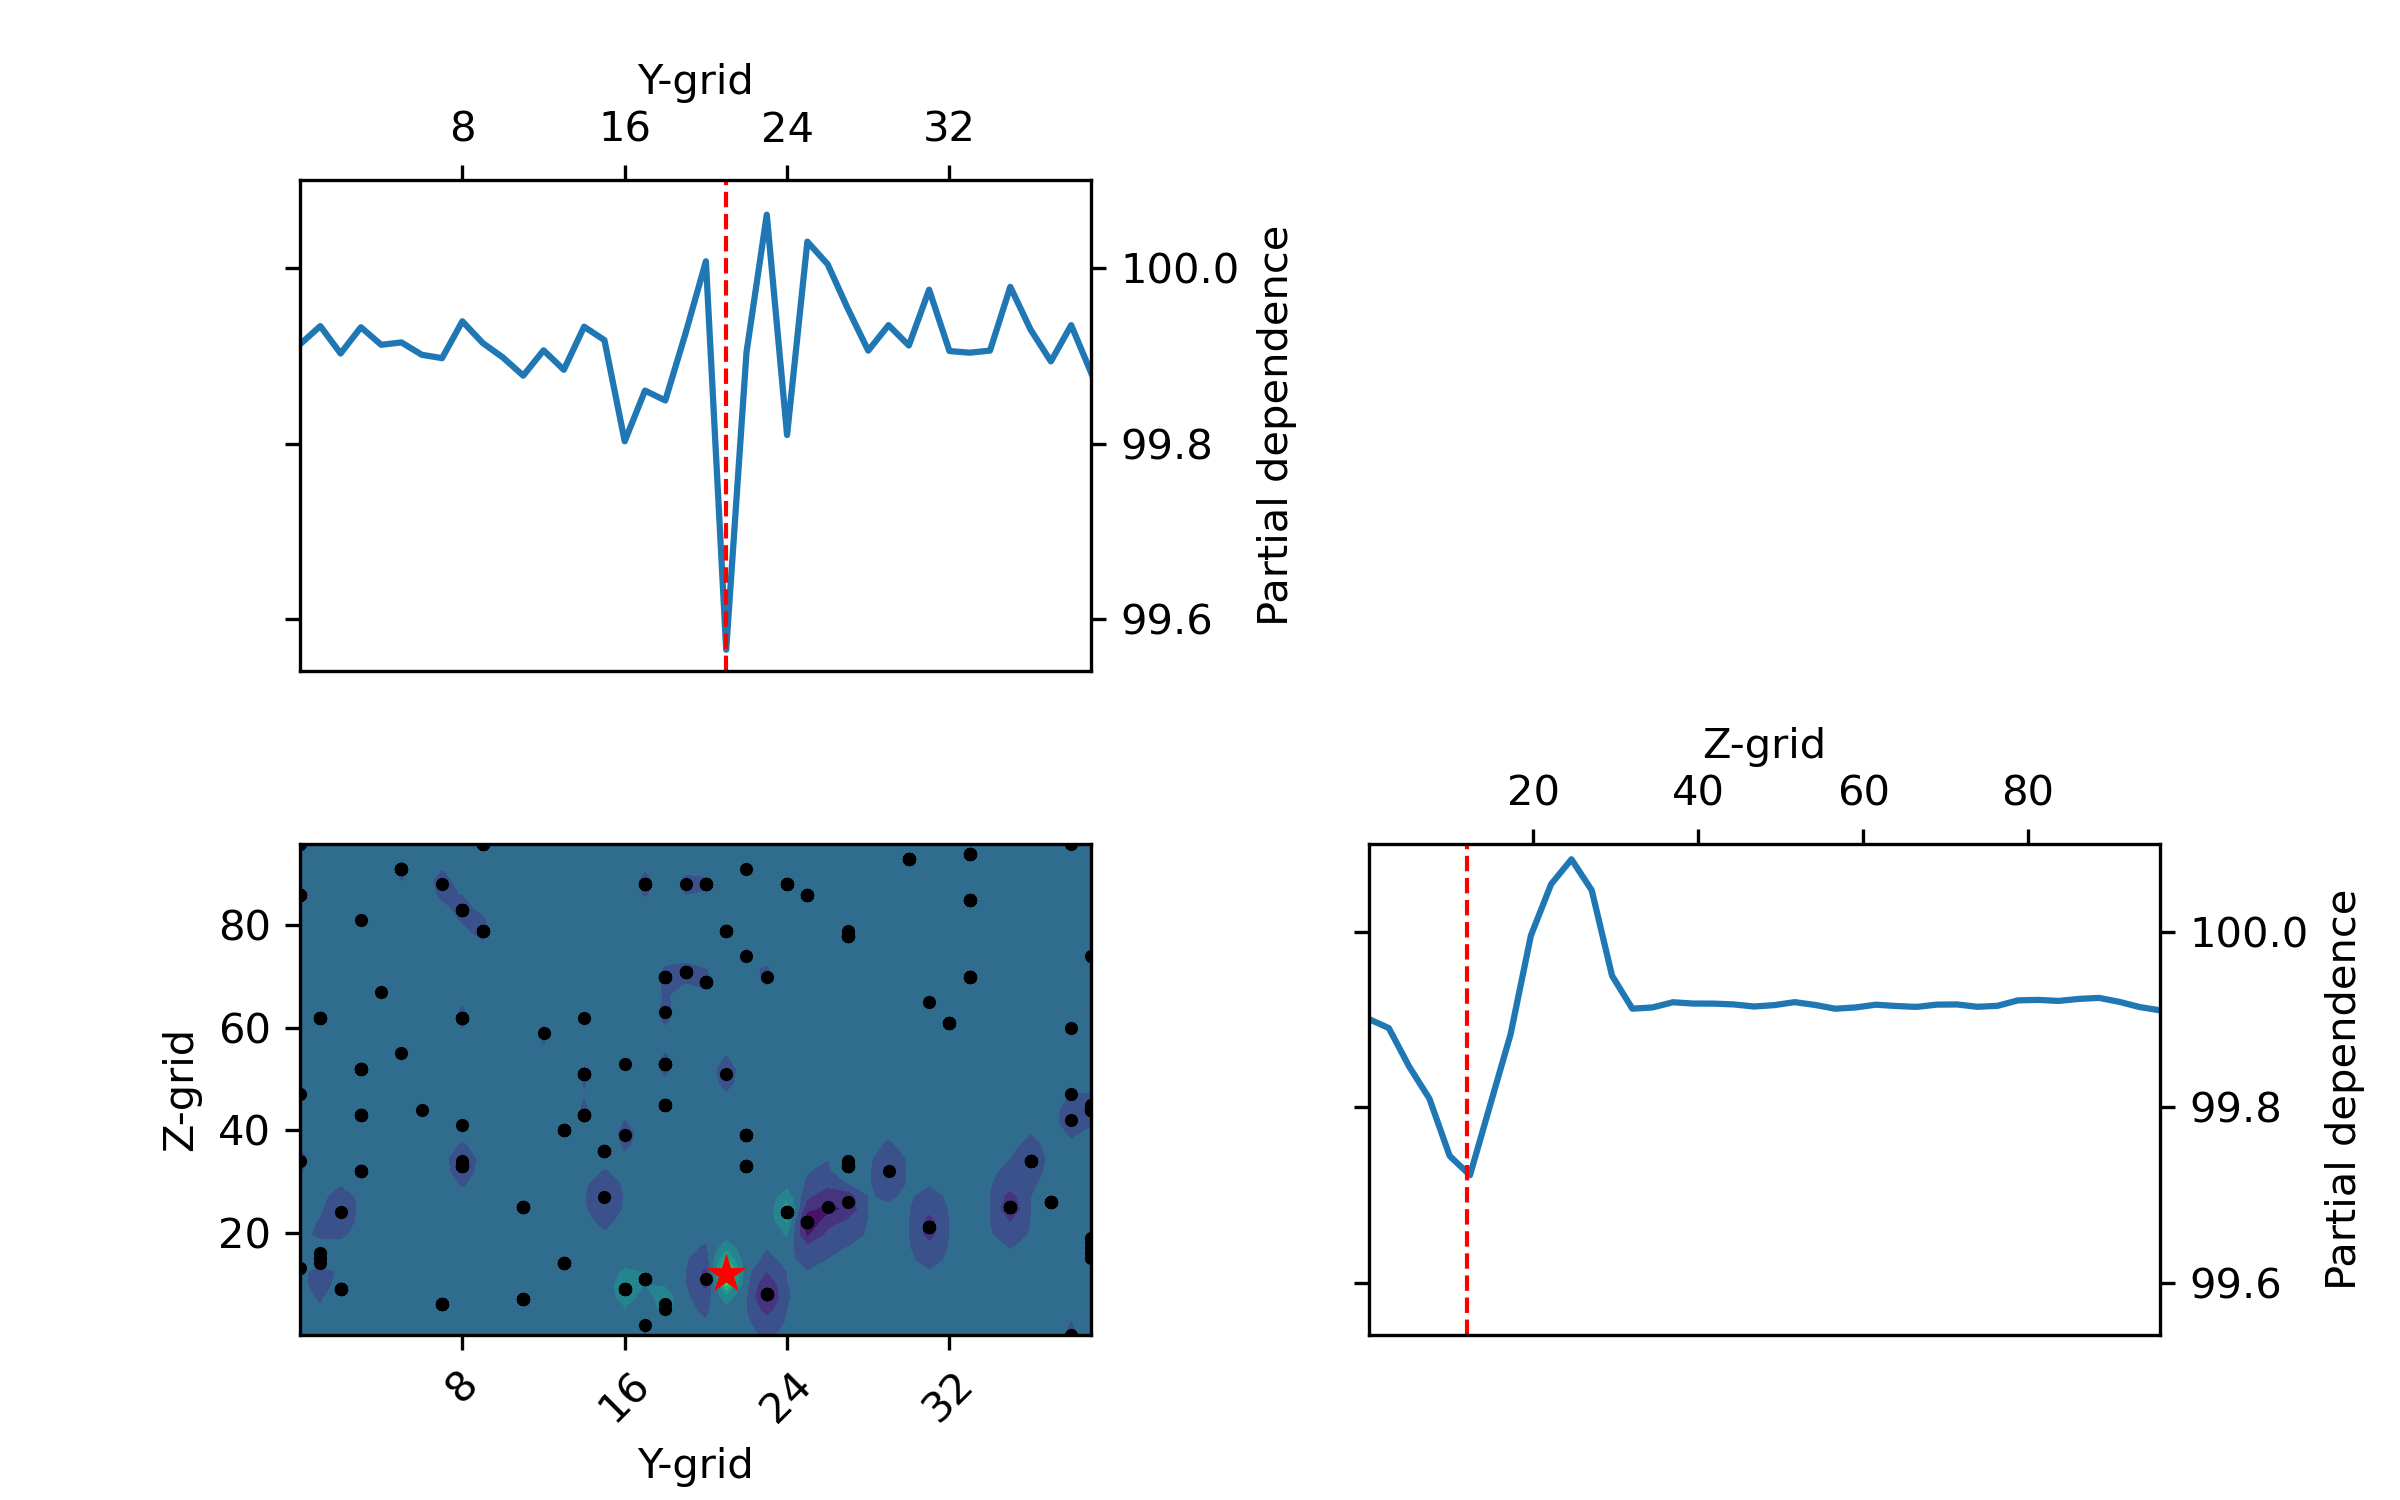 Y-grid
8 16 24 32
100.0
99.8
99.6
Partial dependence
Z-grid
20 40 60 80
100.0
99.8
99.6
Partial dependence
80
60
40
20
Z-grid
8 16 24 32
Y-grid